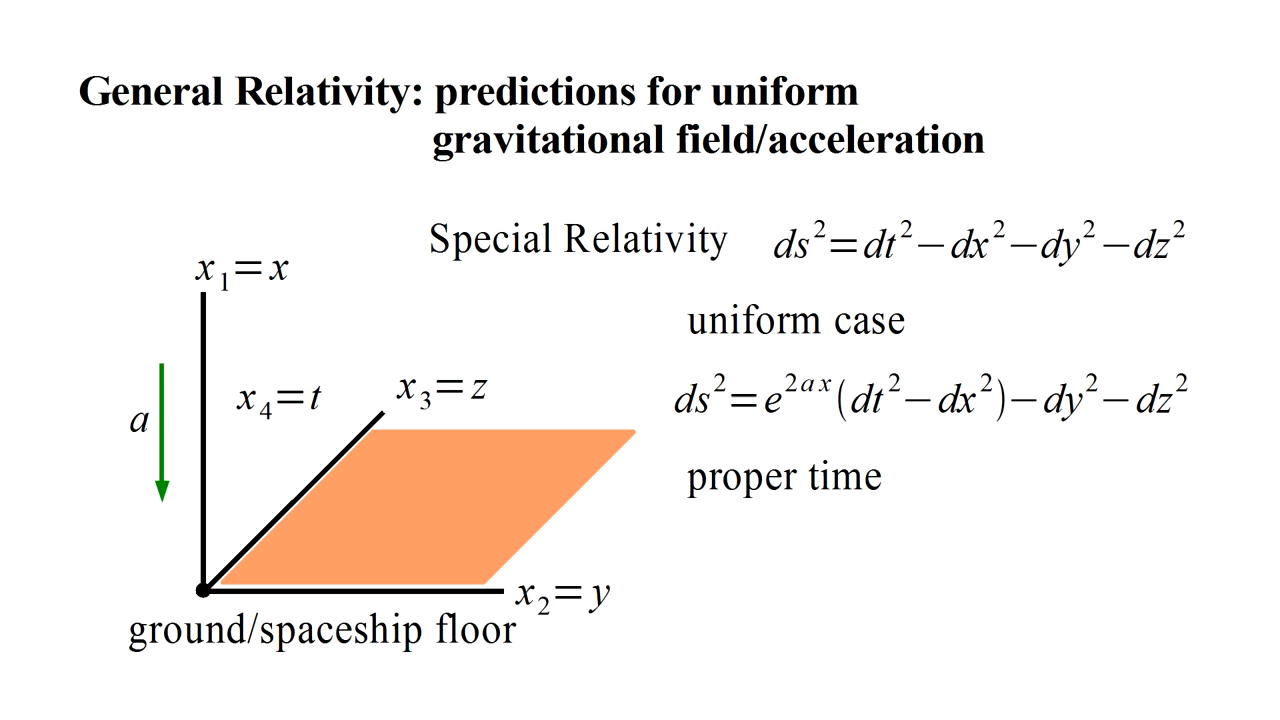 General Relativity: predictions for uniform
gravitational field/acceleration
Special Relativity ds²=dt²−dx²−dy²−dz²
x₁=x
uniform case
x₄=t
x₃=z
ds²=e²ᵃˣ(dt²−dx²)−dy²−dz²
a
proper time
x₂=y
ground/spaceship floor